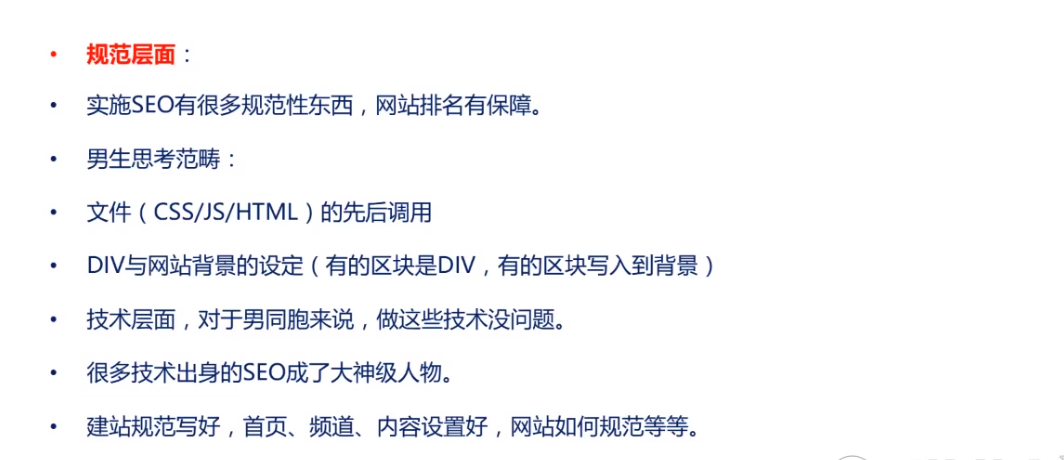 • 规范层面：
• 实施SEO有很多规范性东西，网站排名有保障。
• 男生思考范畴：
• 文件（CSS/JS/HTML）的先后调用
• DIV与网站背景的设定（有的区块是DIV，有的区块写入到背景）
• 技术层面，对于男同胞来说，做这些技术没问题。
• 很多技术出身的SEO成了大神级人物。
• 建站规范写好，首页、频道、内容设置好，网站如何规范等等。